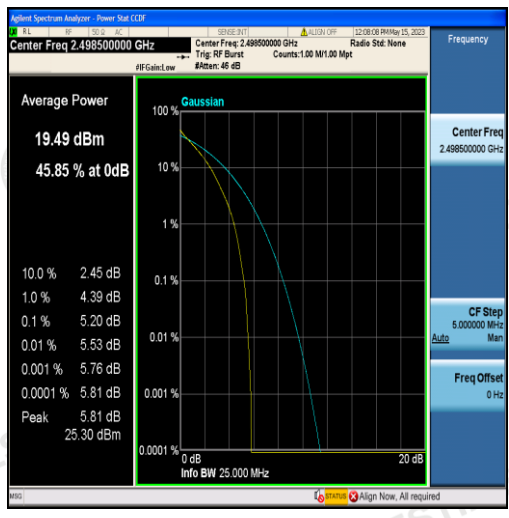 Agilent Spectrum Analyzer - Power Stat CCDF
RL RF 50 Ω AC SENSE:INT ALIGN OFF 12:08:08 PM May 15, 2023
Center Freq 2.498500000 GHz
Center Freq: 2.498500000 GHz Radio Std: None
Trig: RF Burst Counts:1.00 M/1.00 Mpt
#IFGain:Low #Atten: 46 dB
Frequency
Average Power
19.49 dBm
45.85 % at 0dB
10.0 % 2.45 dB
1.0 % 4.39 dB
0.1 % 5.20 dB
0.01 % 5.53 dB
0.001 % 5.76 dB
0.0001 % 5.81 dB
Peak 5.81 dB
25.30 dBm
Gaussian
100 %
10 %
1 %
0.1 %
0.01 %
0.001 %
0.0001 %
0 dB 20 dB
Info BW 25.000 MHz
Center Freq
2.498500000 GHz
CF Step
5.000000 MHz
Auto Man
Freq Offset
0 Hz
MSG STATUS Align Now, All required